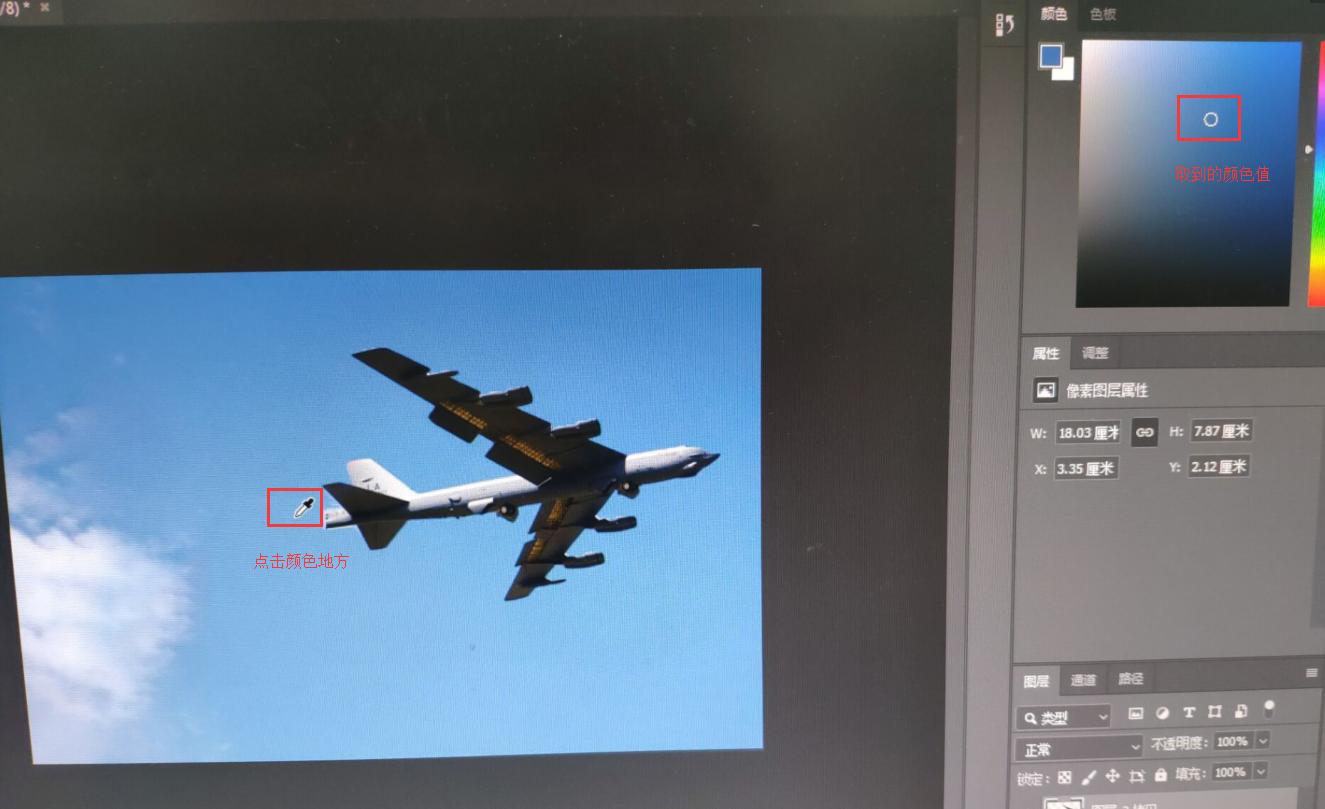 /8) * ×
颜色 色板
取到的颜色值
属性 调整
像素图层属性
W: 18.03 厘米 H: 7.87 厘米
X: 3.35 厘米 Y: 2.12 厘米
点击颜色地方
图层 通道 路径
类型
正常 不透明度: 100%
锁定: 填充: 100%